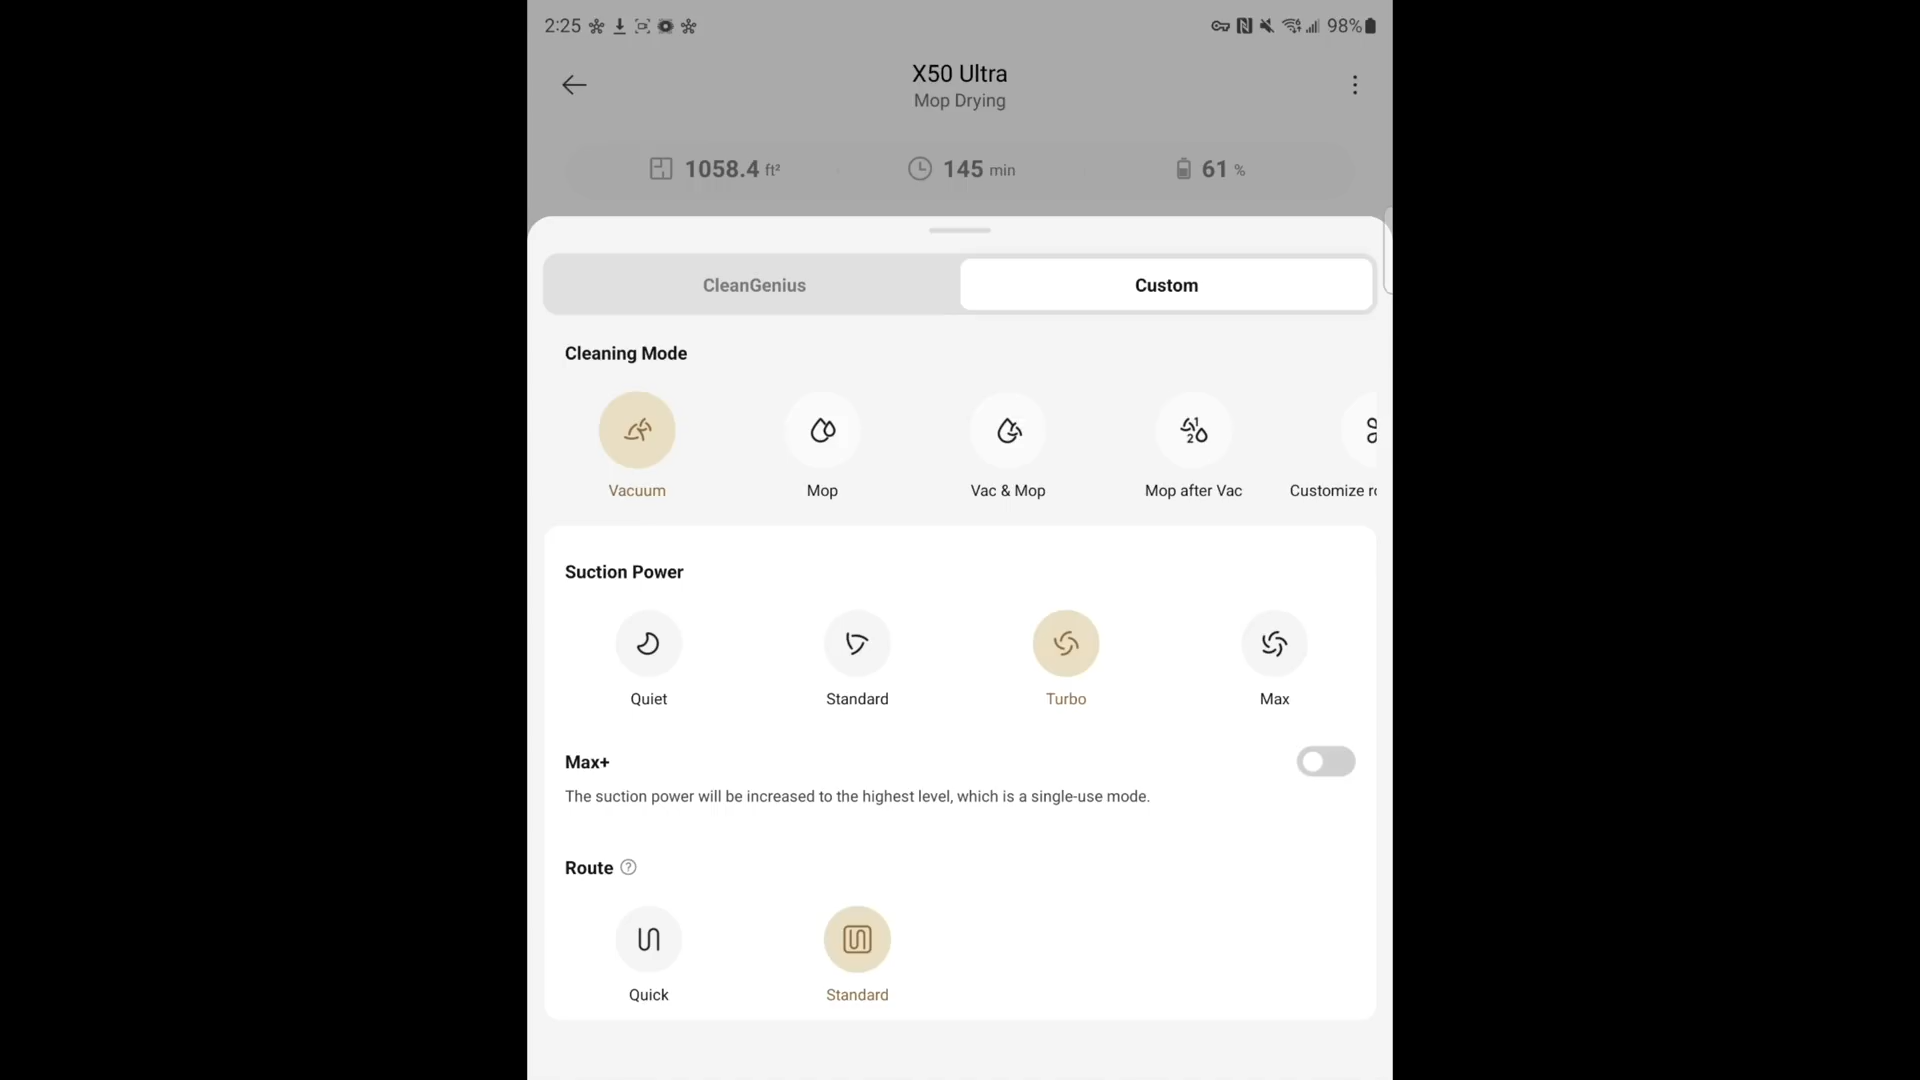 2:25 98%
X50 Ultra
Mop Drying
1058.4 ft² 145 min 61 %
CleanGenius Custom
Cleaning Mode
Vacuum Mop Vac & Mop Mop after Vac Customize
Suction Power
Quiet Standard Turbo Max
Max+
The suction power will be increased to the highest level, which is a single-use mode.
Route ?
Quick Standard